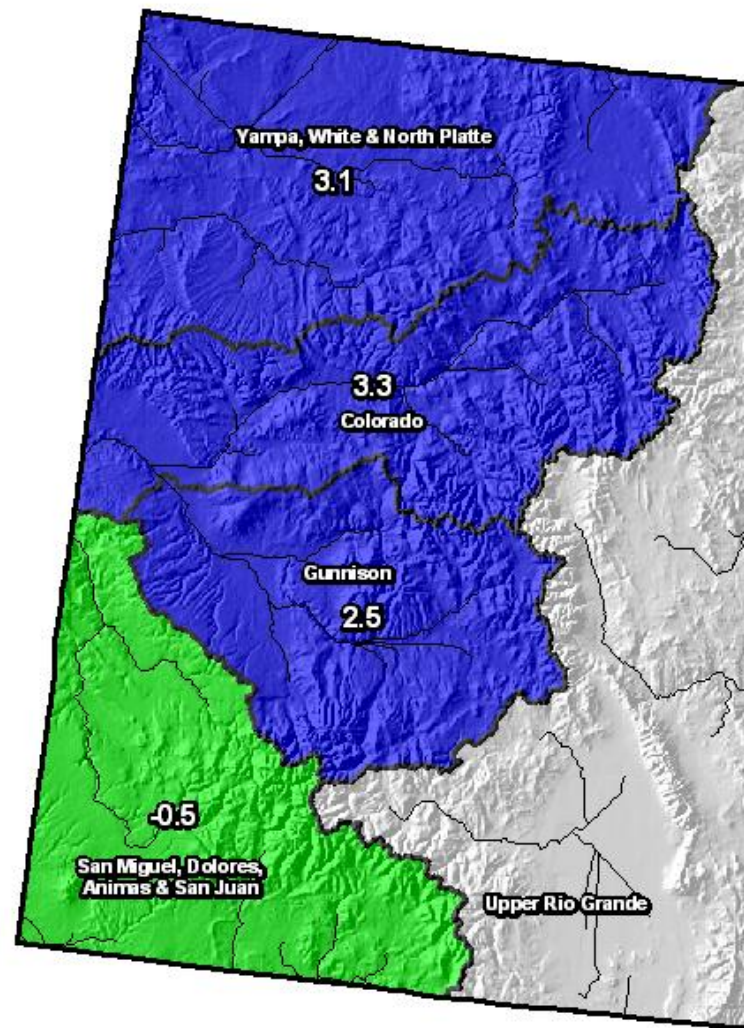 Yampa, White & North Platte
3.1
3.3
Colorado
Gunnison
2.5
-0.5
San Miguel, Dolores,
Animas & San Juan
Upper Rio Grande